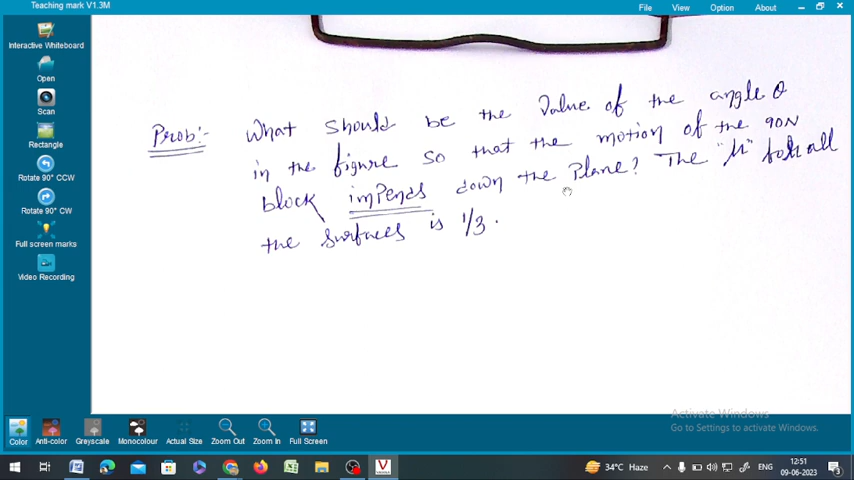 Teaching mark V1.3M
File View Option About
Interactive Whiteboard
Open
Scan
Rectangle
Rotate 90° CCW
Rotate 90° CW
Full screen marks
Video Recording
Prob:- What should be the value of the angle θ
in the figure so that the motion of the 90N
block impends down the plane? The "μ" for all
the surfaces is 1/3.
Activate Windows
Go to Settings to activate Windows.
Color Anti-color Greyscale Monocolour Actual Size Zoom Out Zoom In Full Screen
34°C Haze ENG 12:51
09-06-2023